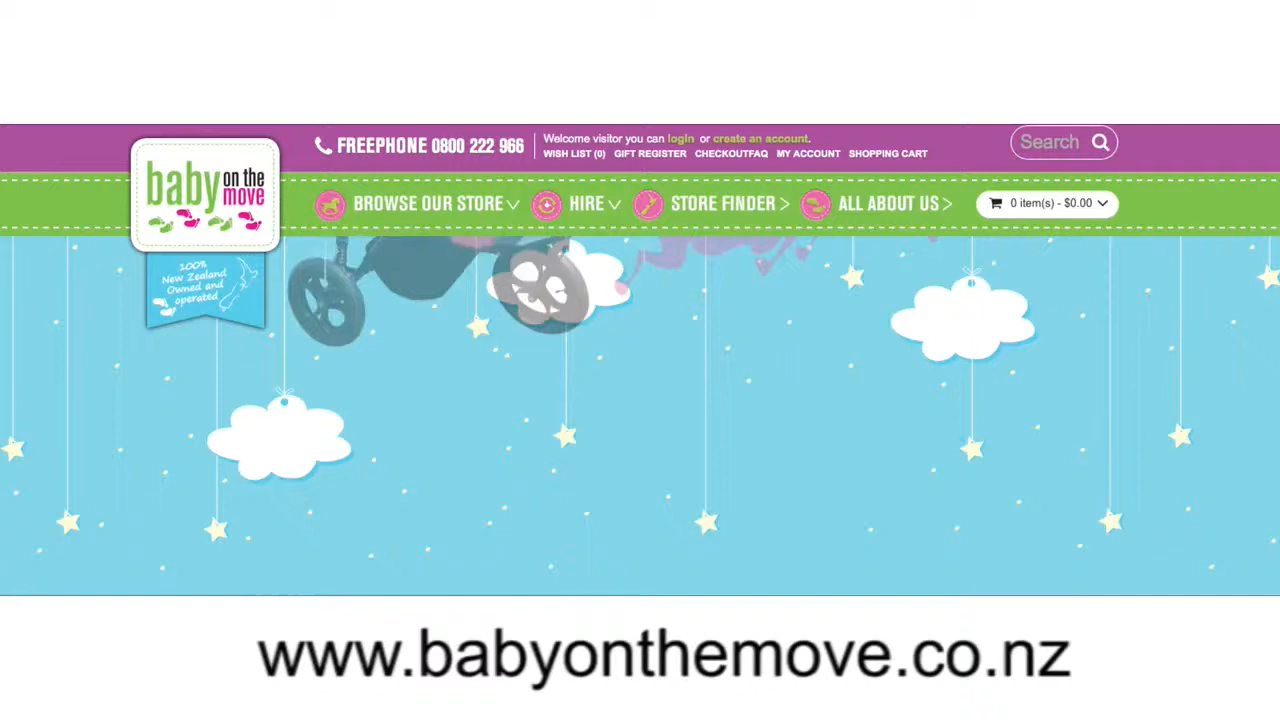 FREEPHONE 0800 222 966
Welcome visitor you can login or create an account.
Search
WISH LIST (0) GIFT REGISTER CHECKOUTFAQ MY ACCOUNT SHOPPING CART
baby on the move
BROWSE OUR STORE HIRE STORE FINDER > ALL ABOUT US >
0 item(s) - $0.00
100%
New Zealand
Owned and
operated
www.babyonthemove.co.nz